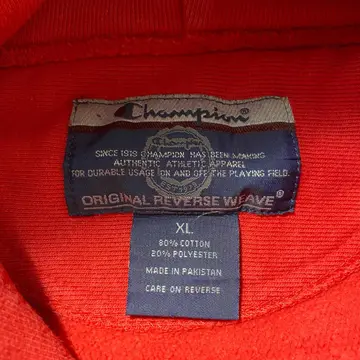 Champion®
SINCE 1919 CHAMPION HAS BEEN MAKING
AUTHENTIC ATHLETIC APPAREL
FOR DURABLE USAGE ON AND OFF THE PLAYING FIELD.
ORIGINAL REVERSE WEAVE®
XL
80% COTTON
20% POLYESTER
MADE IN PAKISTAN
CARE ON REVERSE